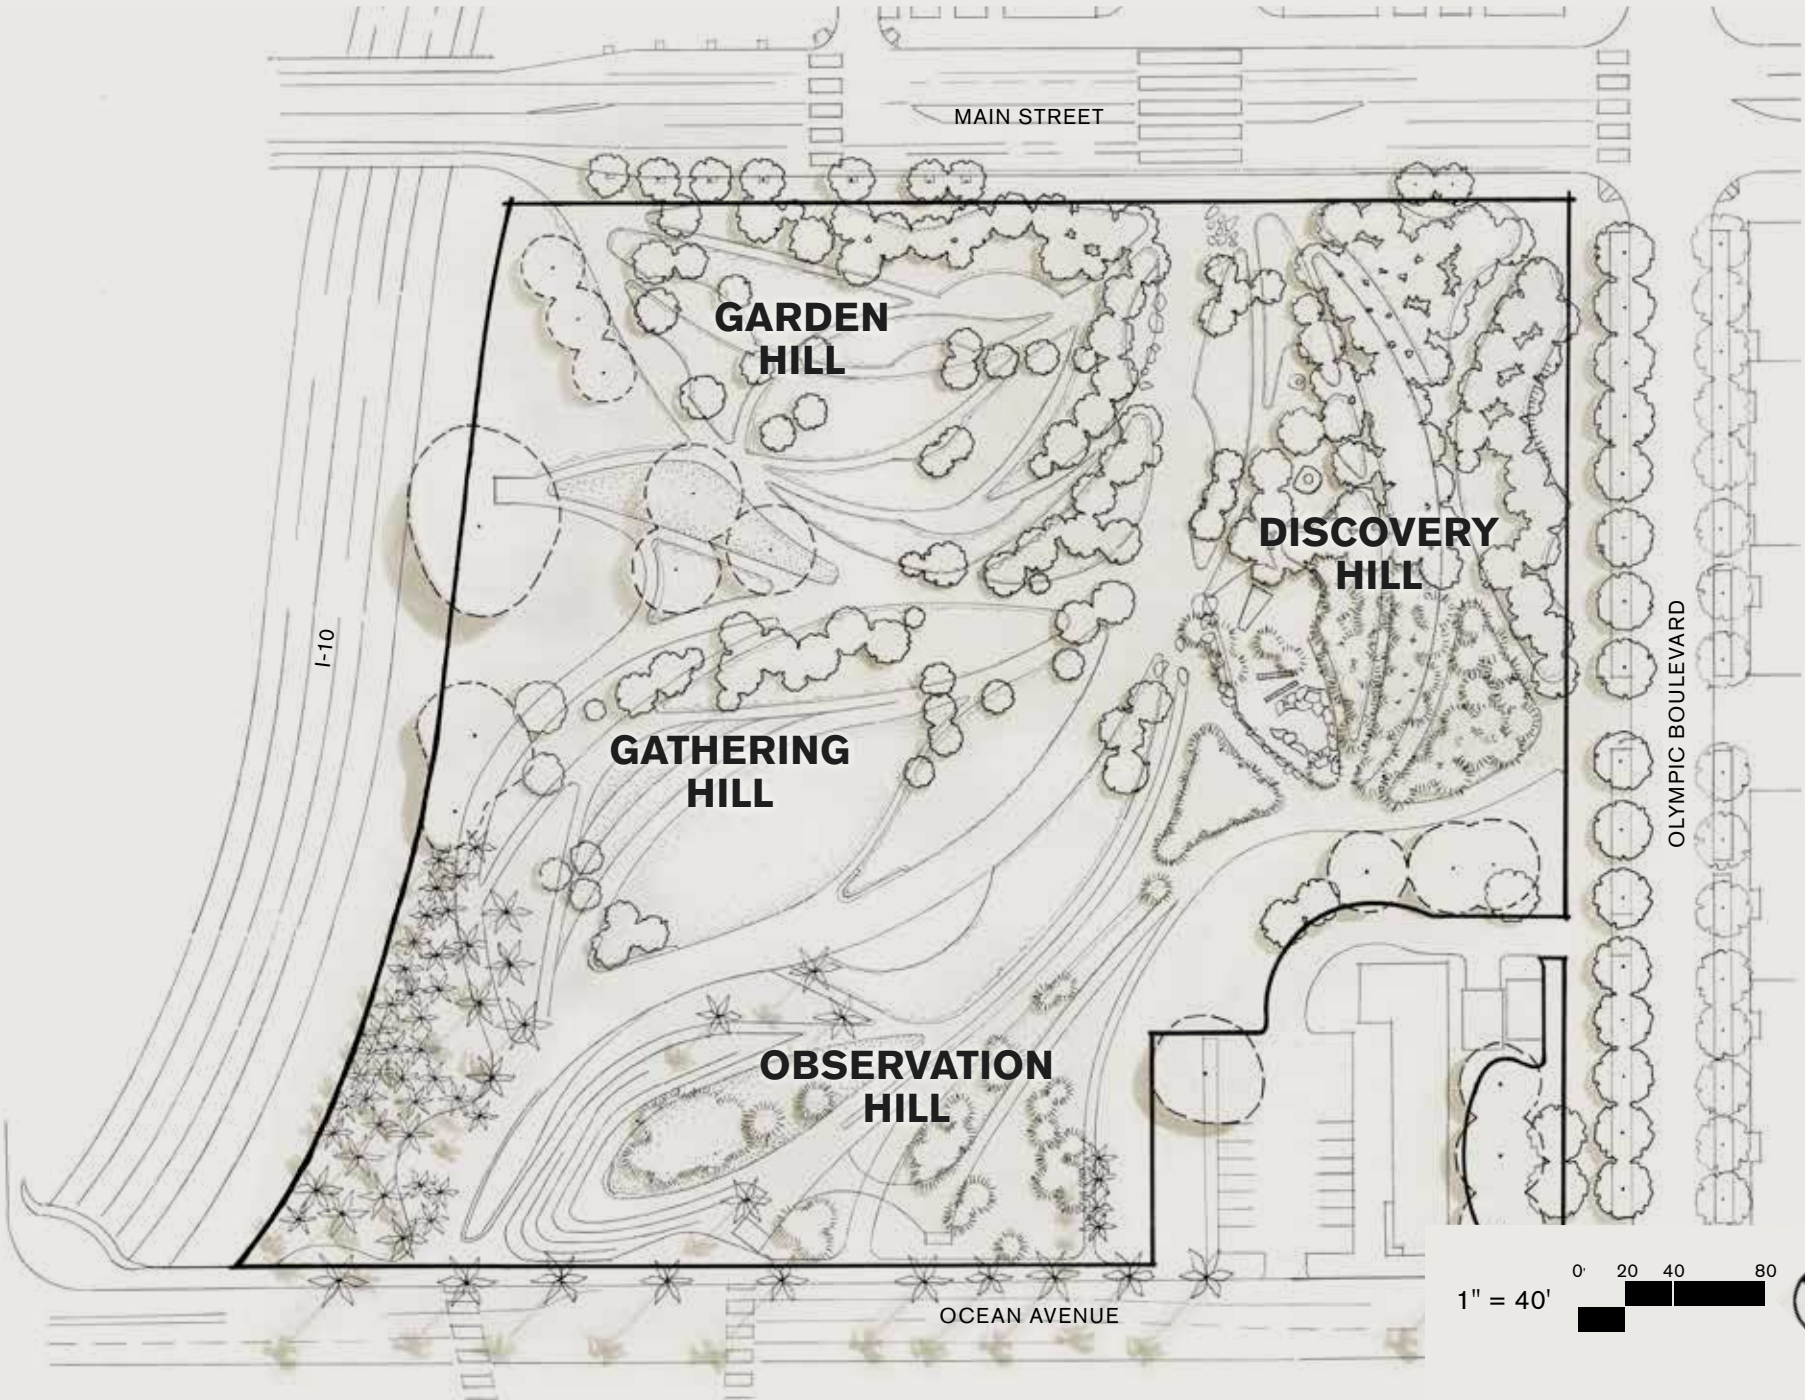 MAIN STREET
GARDEN
HILL
DISCOVERY
HILL
I-10
OLYMPIC BOULEVARD
GATHERING
HILL
OBSERVATION
HILL
OCEAN AVENUE
0' 20 40 80
1" = 40'